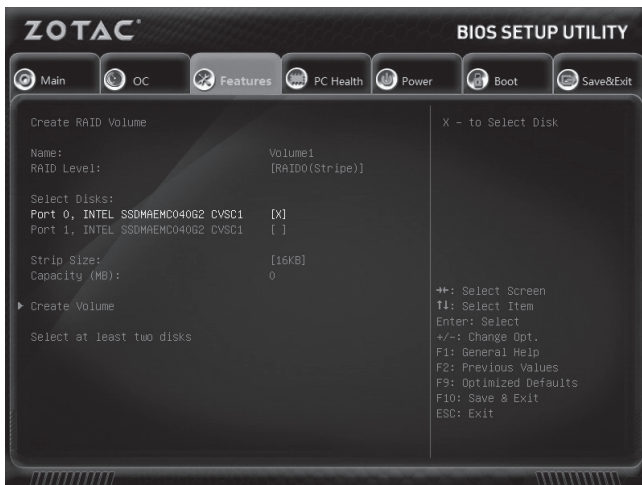 ZOTAC
BIOS SETUP UTILITY
Main OC Features PC Health Power Boot Save&Exit
Create RAID Volume
X - to Select Disk
Name: Volume1
RAID Level: [RAID0(Stripe)]
Select Disks:
Port 0, INTEL SSDMAEMC040G2 CVSC1 [X]
Port 1, INTEL SSDMAEMC040G2 CVSC1 [ ]
Strip Size: [16KB]
Capacity (MB): 0
Create Volume
Select at least two disks
→←: Select Screen
↑↓: Select Item
Enter: Select
+/-: Change Opt.
F1: General Help
F2: Previous Values
F9: Optimized Defaults
F10: Save & Exit
ESC: Exit